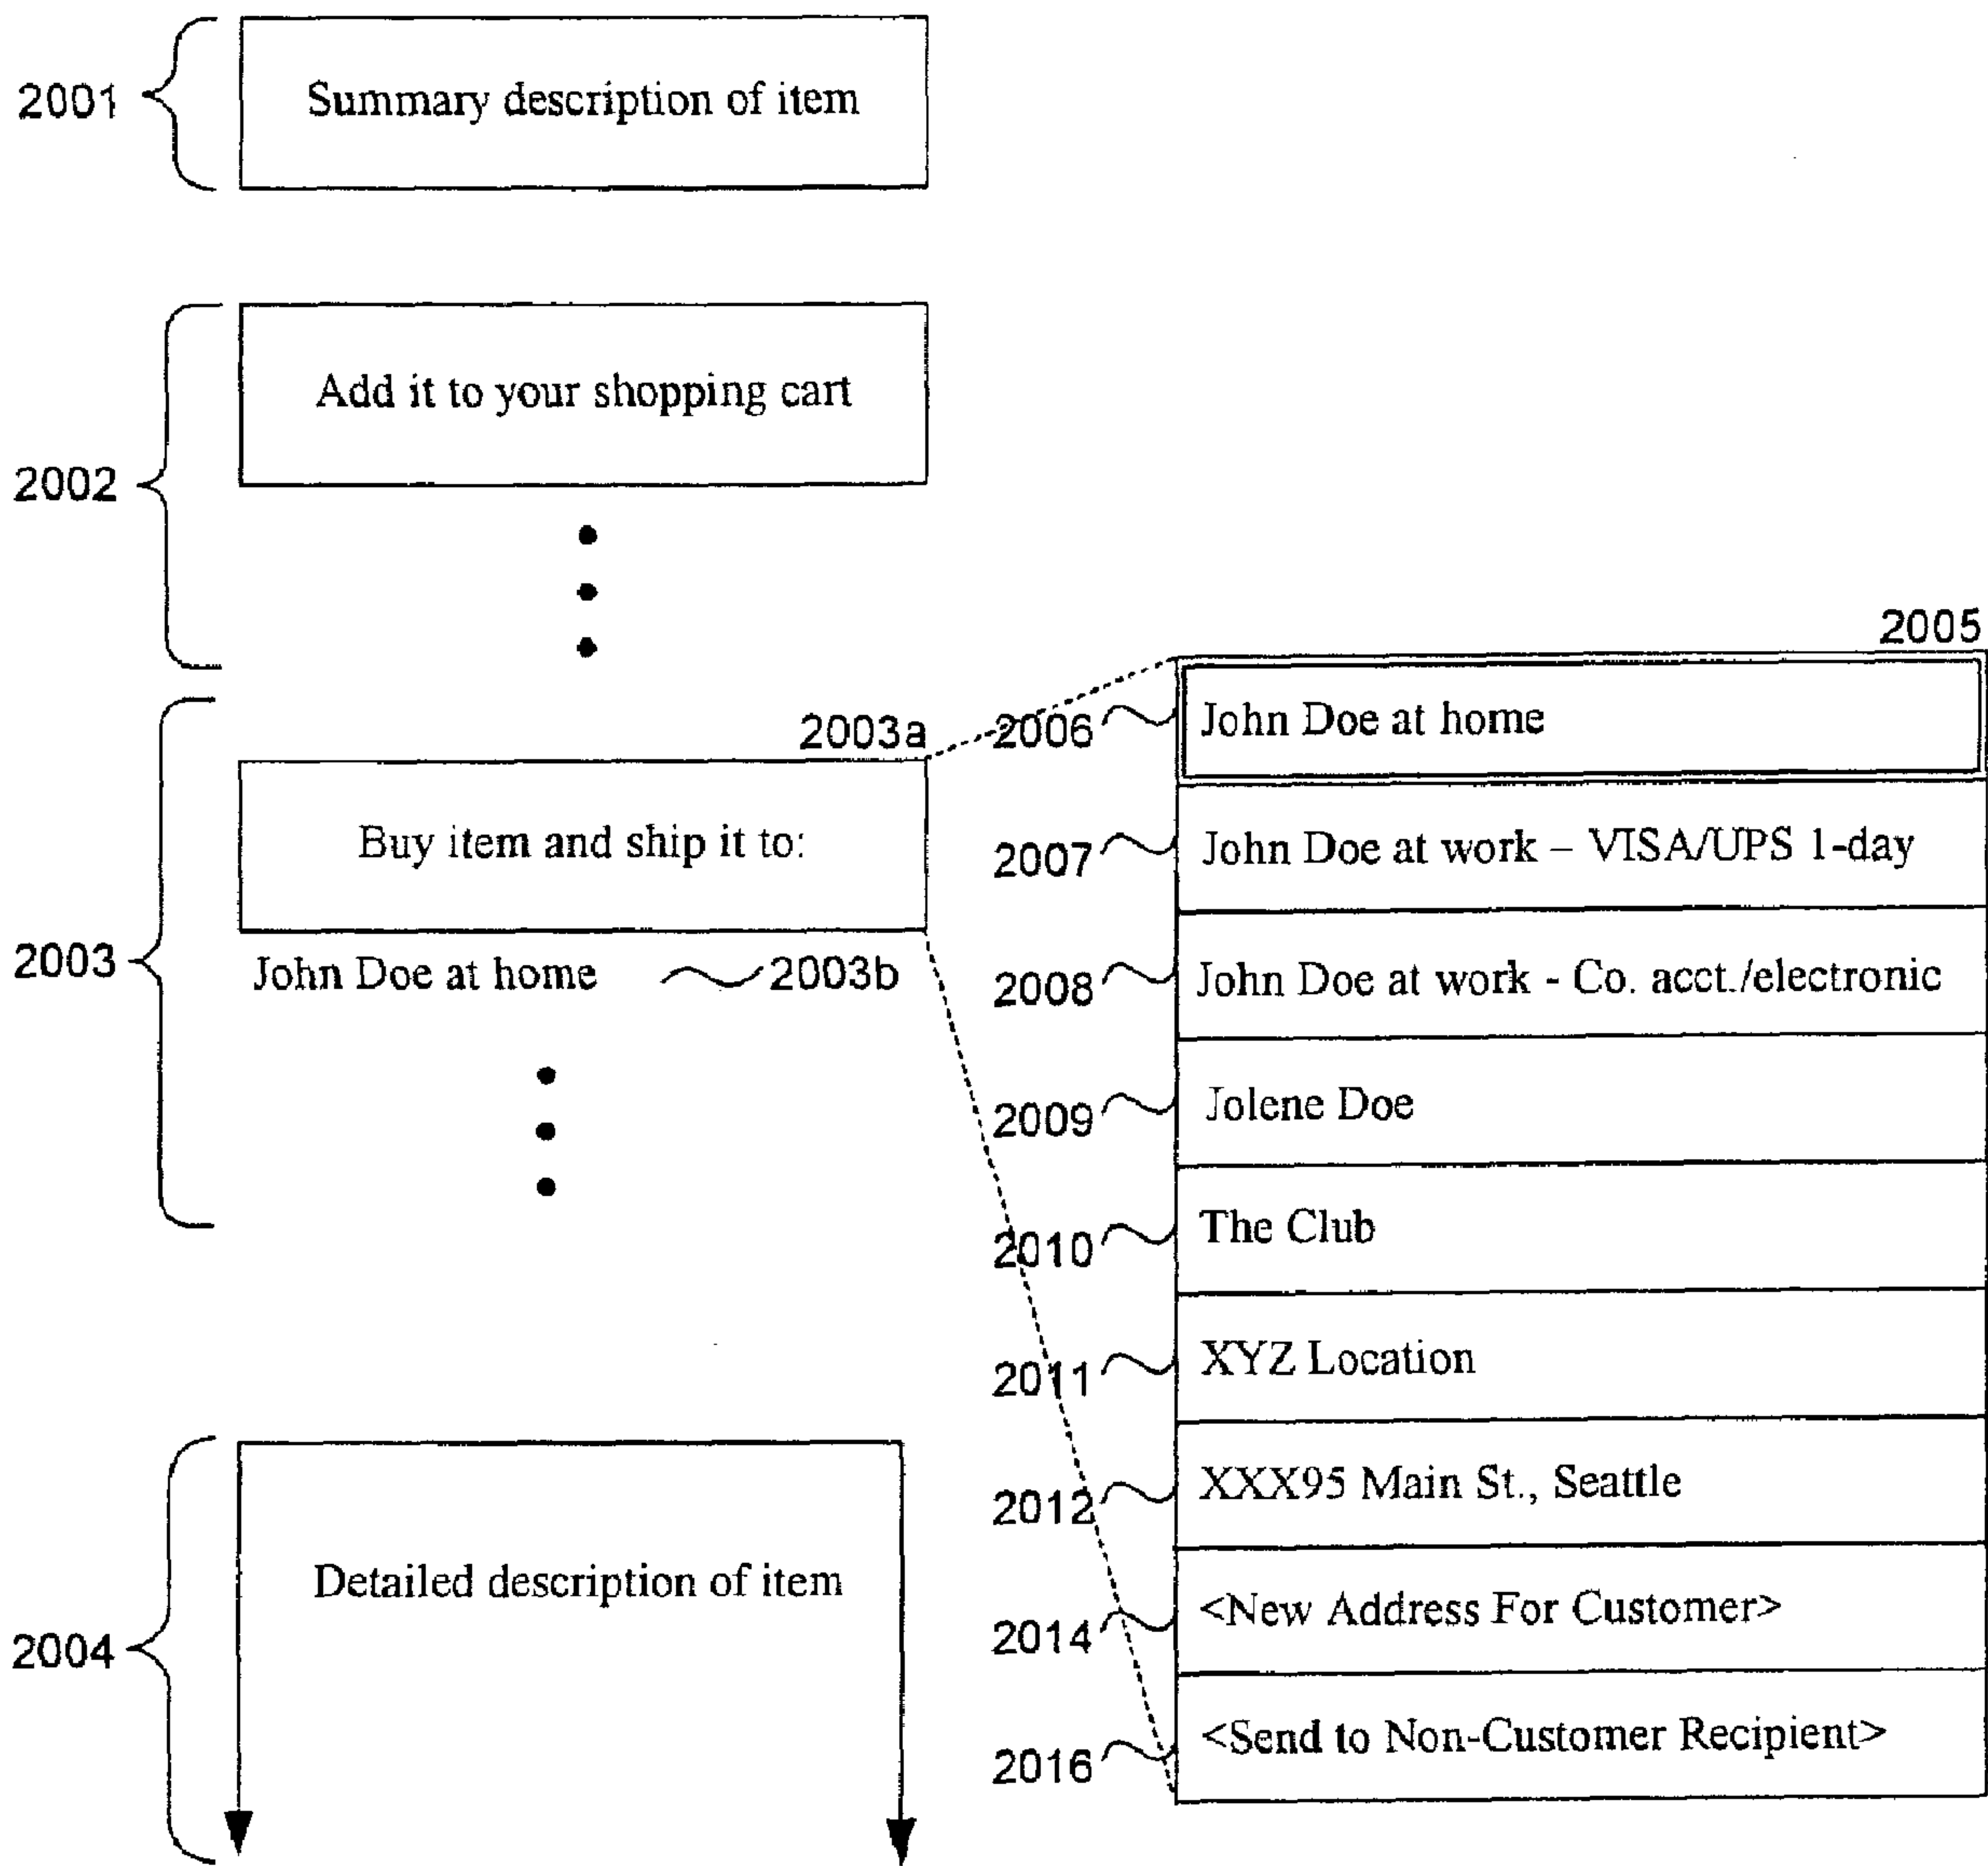 2001
Summary description of item
2002
Add it to your shopping cart
2003
2003a
Buy item and ship it to:
John Doe at home 2003b
2004
Detailed description of item
2005
2006 John Doe at home
2007 John Doe at work – VISA/UPS 1-day
2008 John Doe at work - Co. acct./electronic
2009 Jolene Doe
2010 The Club
2011 XYZ Location
2012 XXX95 Main St., Seattle
2014 <New Address For Customer>
2016 <Send to Non-Customer Recipient>